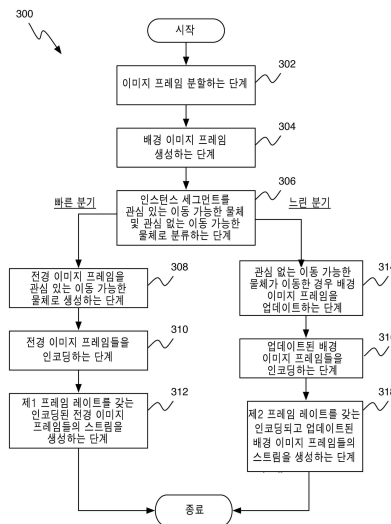 300
시작
302
이미지 프레임 분할하는 단계
304
배경 이미지 프레임
생성하는 단계
306
인스턴스 세그먼트를
관심 있는 이동 가능한 물체
및 관심 없는 이동 가능한
물체로 분류하는 단계
빠른 분기
308
전경 이미지 프레임을
관심 있는 이동 가능한
물체로 생성하는 단계
310
전경 이미지 프레임들을
인코딩하는 단계
312
제1 프레임 레이트를 갖는
인코딩된 전경 이미지
프레임들의 스트림을
생성하는 단계
느린 분기
314
관심 없는 이동 가능한
물체가 이동한 경우 배경
이미지 프레임을
업데이트하는 단계
316
업데이트된 배경
이미지 프레임들을
인코딩하는 단계
318
제2 프레임 레이트를 갖는
인코딩되고 업데이트된
배경 이미지 프레임들의
스트림을 생성하는 단계
종료